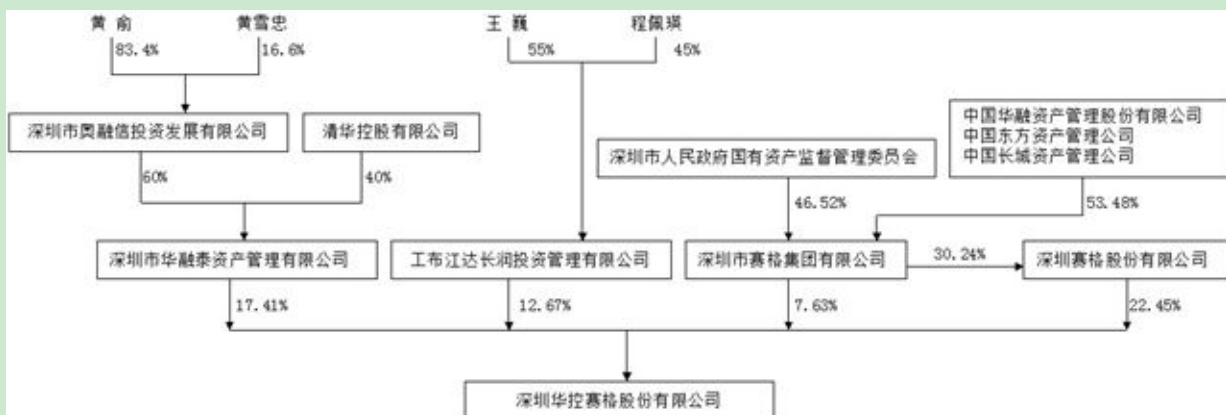 黄 俞
黄雪忠
王 巍
程佩瑛
83.4%
16.6%
55%
45%
深圳市奥融信投资发展有限公司
清华控股有限公司
深圳市人民政府国有资产监督管理委员会
中国华融资产管理股份有限公司
中国东方资产管理公司
中国长城资产管理公司
60%
40%
46.52%
53.48%
深圳市华融泰资产管理有限公司
工布江达长润投资管理有限公司
深圳市赛格集团有限公司
30.24%
深圳赛格股份有限公司
17.41%
12.67%
7.63%
22.45%
深圳华控赛格股份有限公司